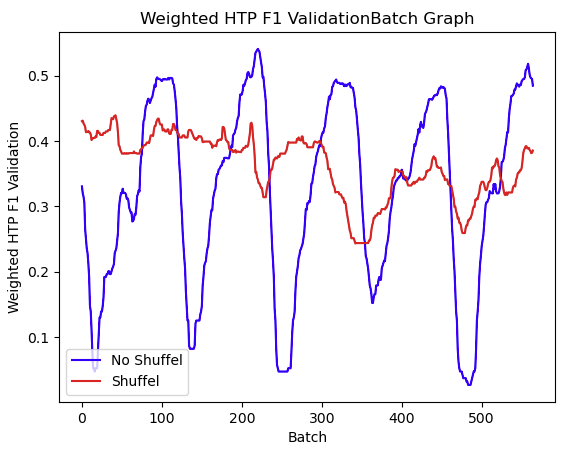 Weighted HTP F1 ValidationBatch Graph
Weighted HTP F1 Validation
0.5
0.4
0.3
0.2
0.1
No Shuffel
Shuffel
0 100 200 300 400 500
Batch